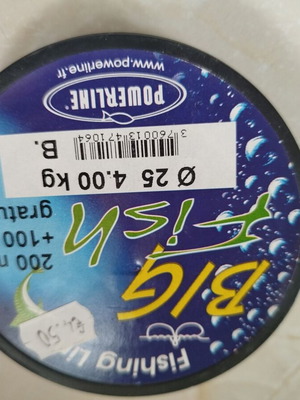 Fishing Li
BIG
Fish
200 m
+100
gratu
Ø 25 4.00 kg
B.
3 760013 471064
POWERLINE®
www.powerline.fr